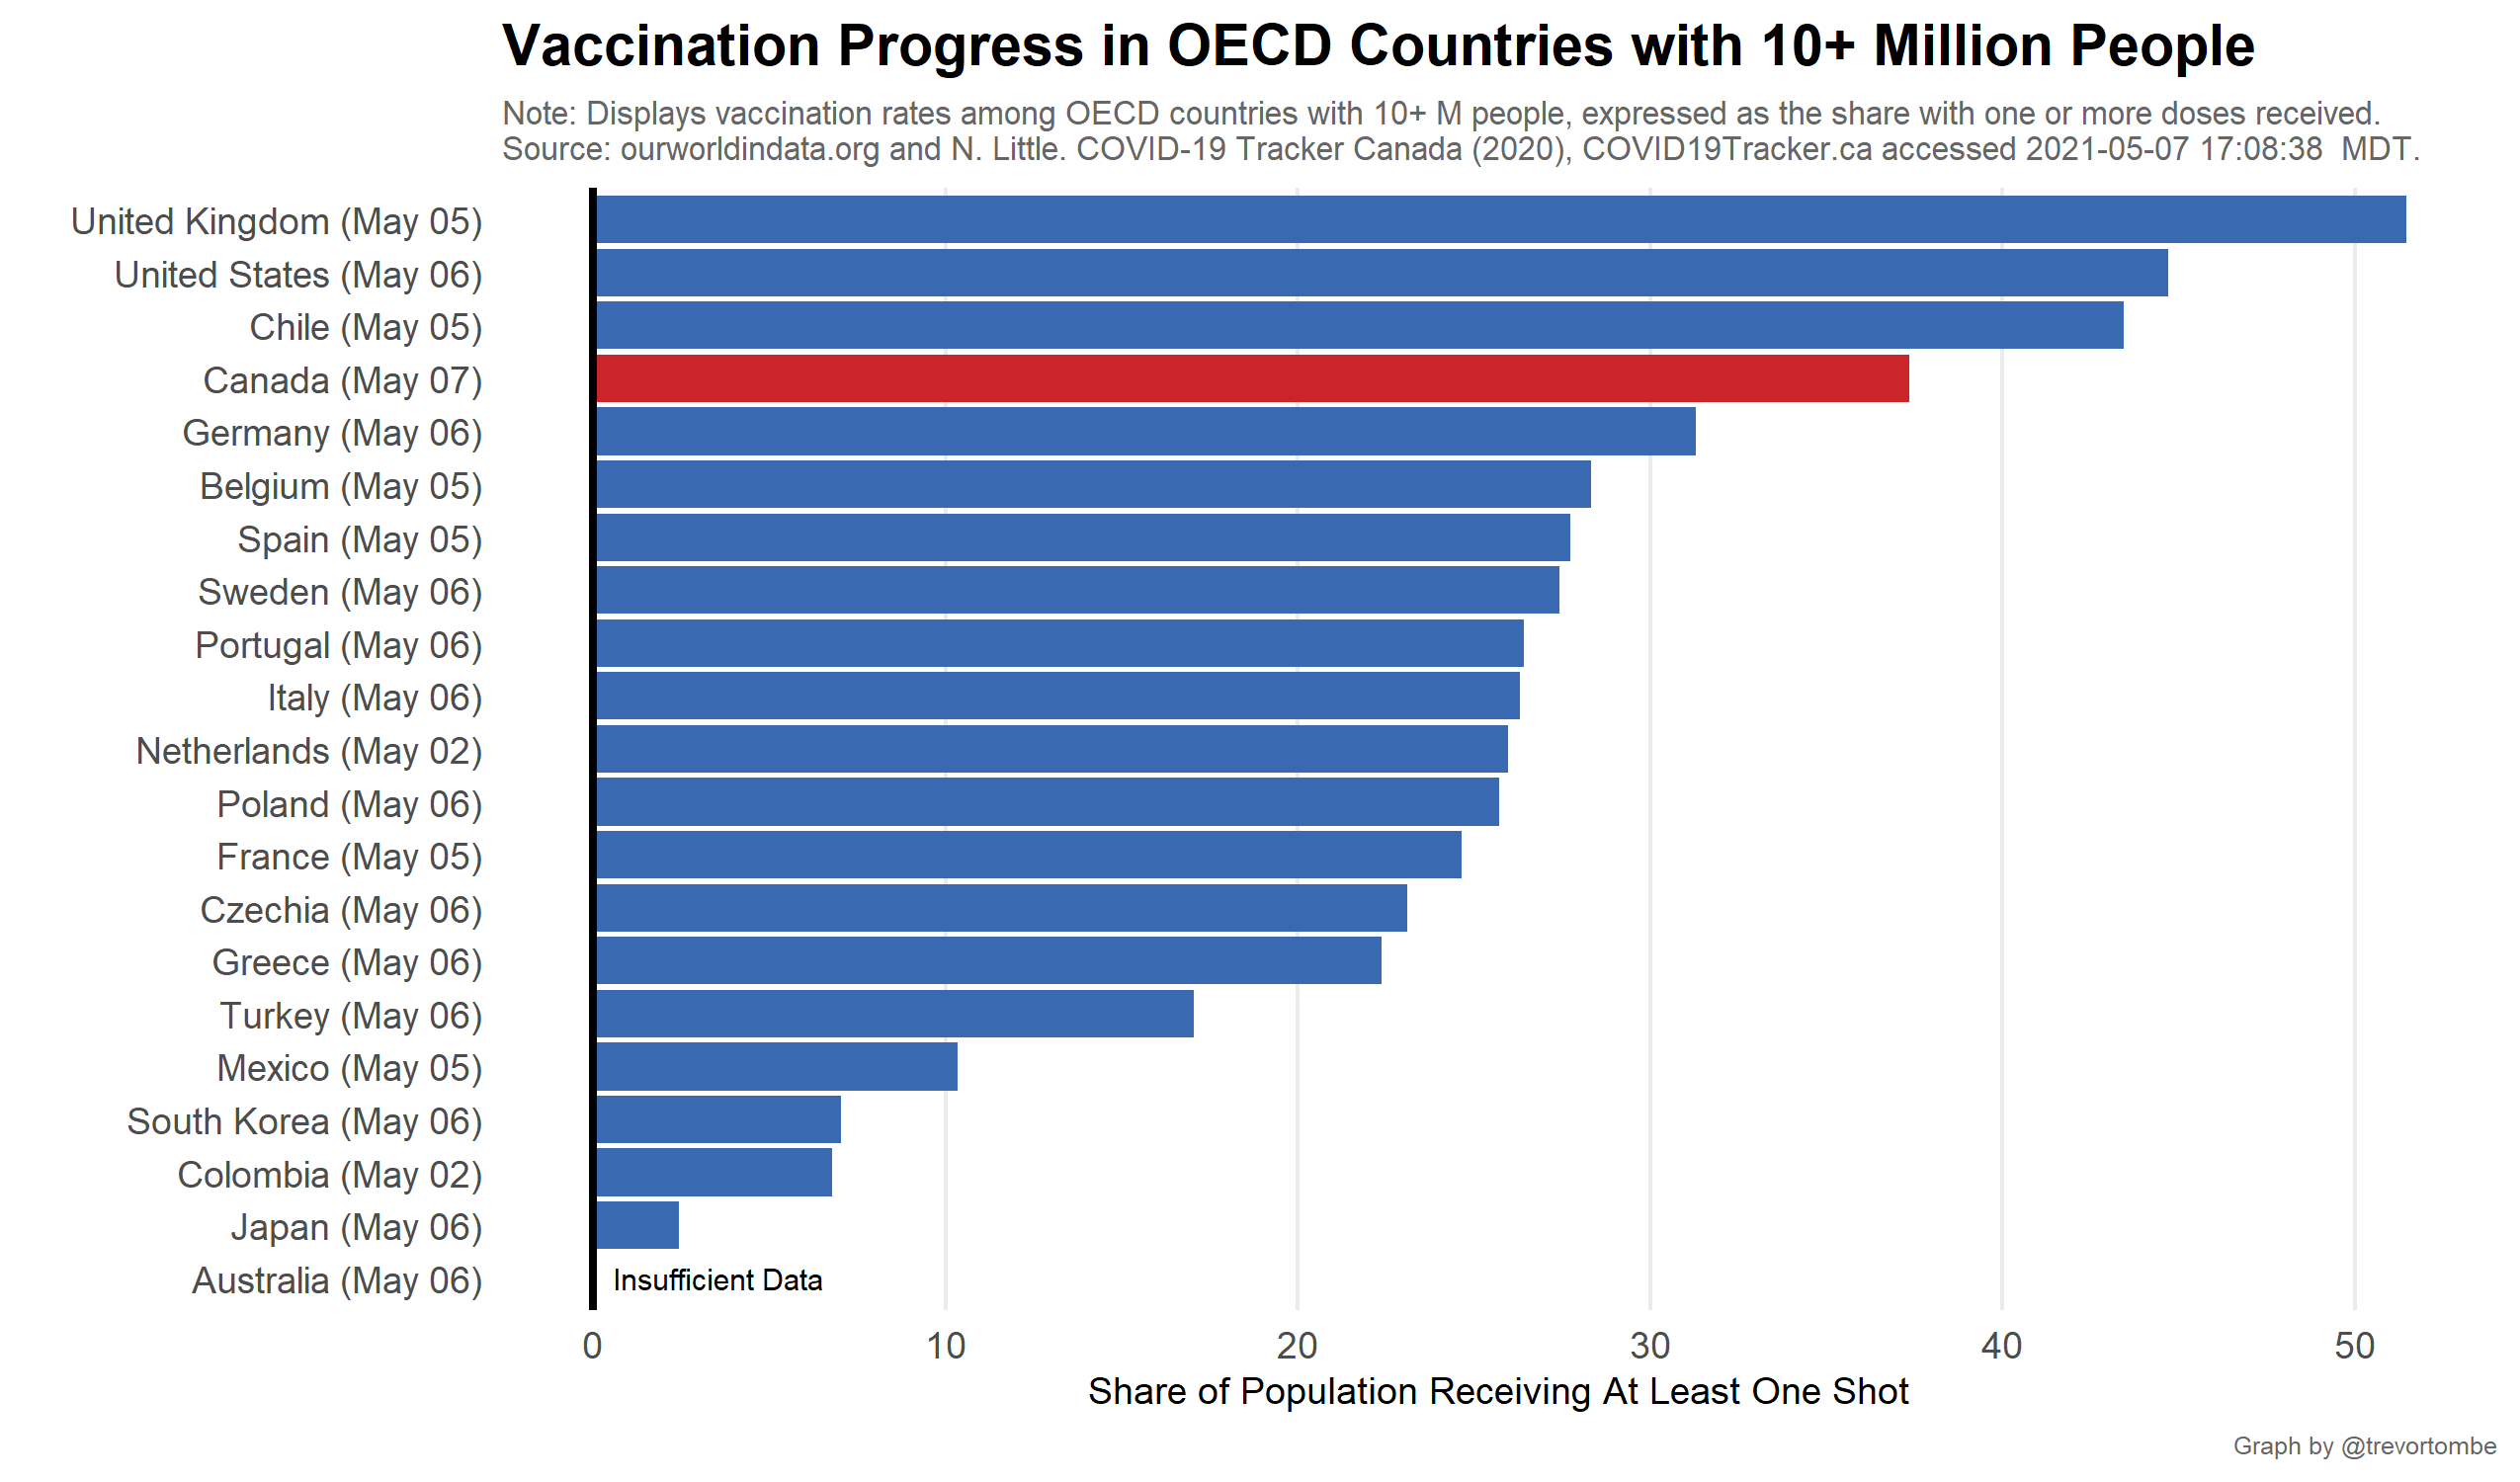 Vaccination Progress in OECD Countries with 10+ Million People
Note: Displays vaccination rates among OECD countries with 10+ M people, expressed as the share with one or more doses received.
Source: ourworldindata.org and N. Little. COVID-19 Tracker Canada (2020), COVID19Tracker.ca accessed 2021-05-07 17:08:38  MDT.
United Kingdom (May 05)
United States (May 06)
Chile (May 05)
Canada (May 07)
Germany (May 06)
Belgium (May 05)
Spain (May 05)
Sweden (May 06)
Portugal (May 06)
Italy (May 06)
Netherlands (May 02)
Poland (May 06)
France (May 05)
Czechia (May 06)
Greece (May 06)
Turkey (May 06)
Mexico (May 05)
South Korea (May 06)
Colombia (May 02)
Japan (May 06)
Australia (May 06) Insufficient Data
0 10 20 30 40 50
Share of Population Receiving At Least One Shot
Graph by @trevortombe